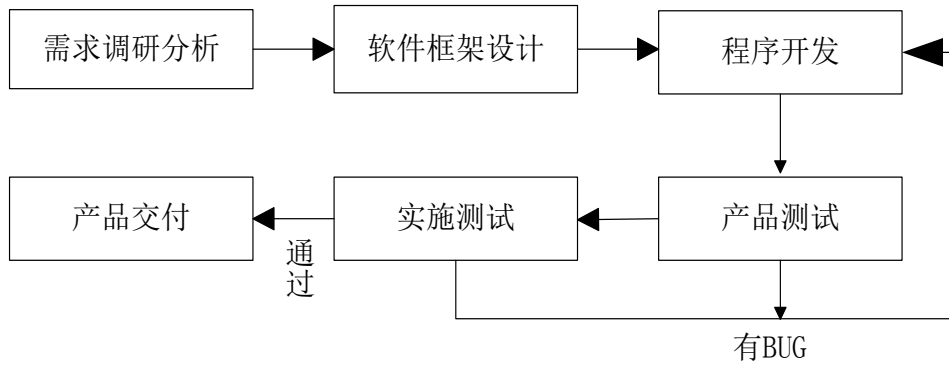 需求调研分析
软件框架设计
程序开发
产品交付
实施测试
产品测试
通过
有BUG